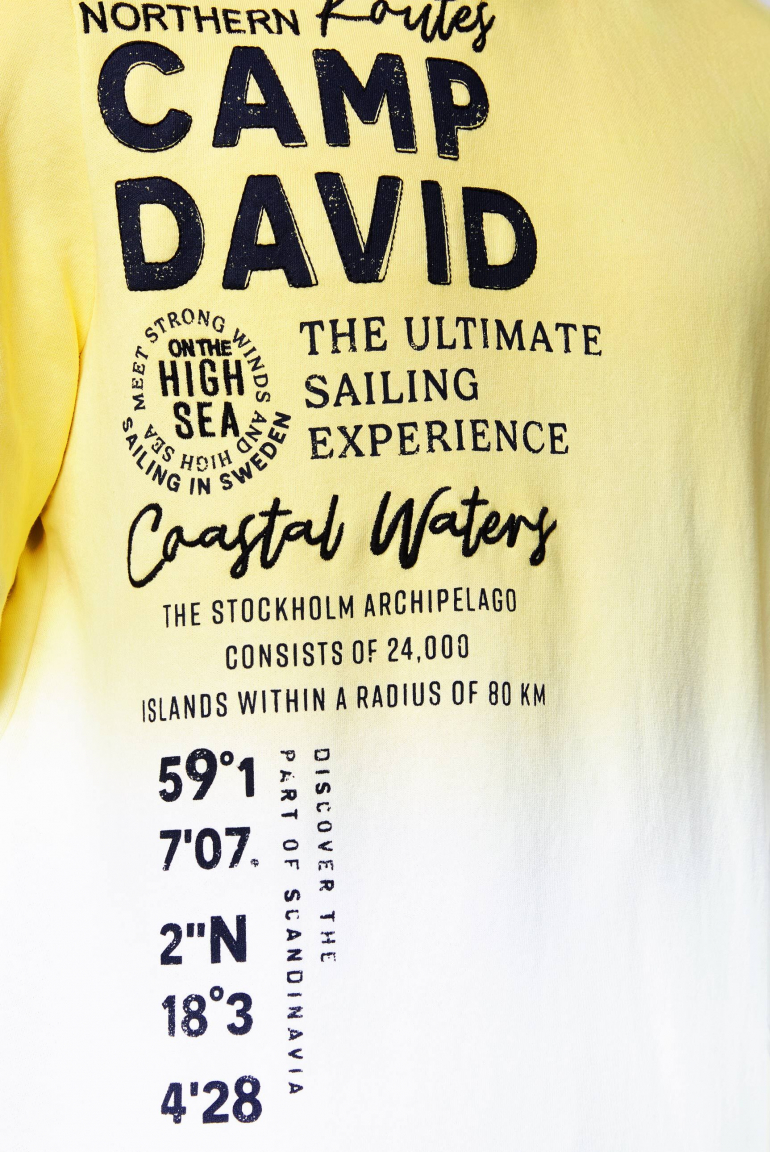 NORTHERN Routes
CAMP
DAVID
MEET STRONG WINDS AND HIGH SEA
ON THE
HIGH
SEA
SAILING IN SWEDEN
THE ULTIMATE
SAILING
EXPERIENCE
Coastal Waters
THE STOCKHOLM ARCHIPELAGO
CONSISTS OF 24,000
ISLANDS WITHIN A RADIUS OF 80 KM
59°1
7'07.
2"N
18°3
4'28
DISCOVER THE
PART OF SCANDINAVIA